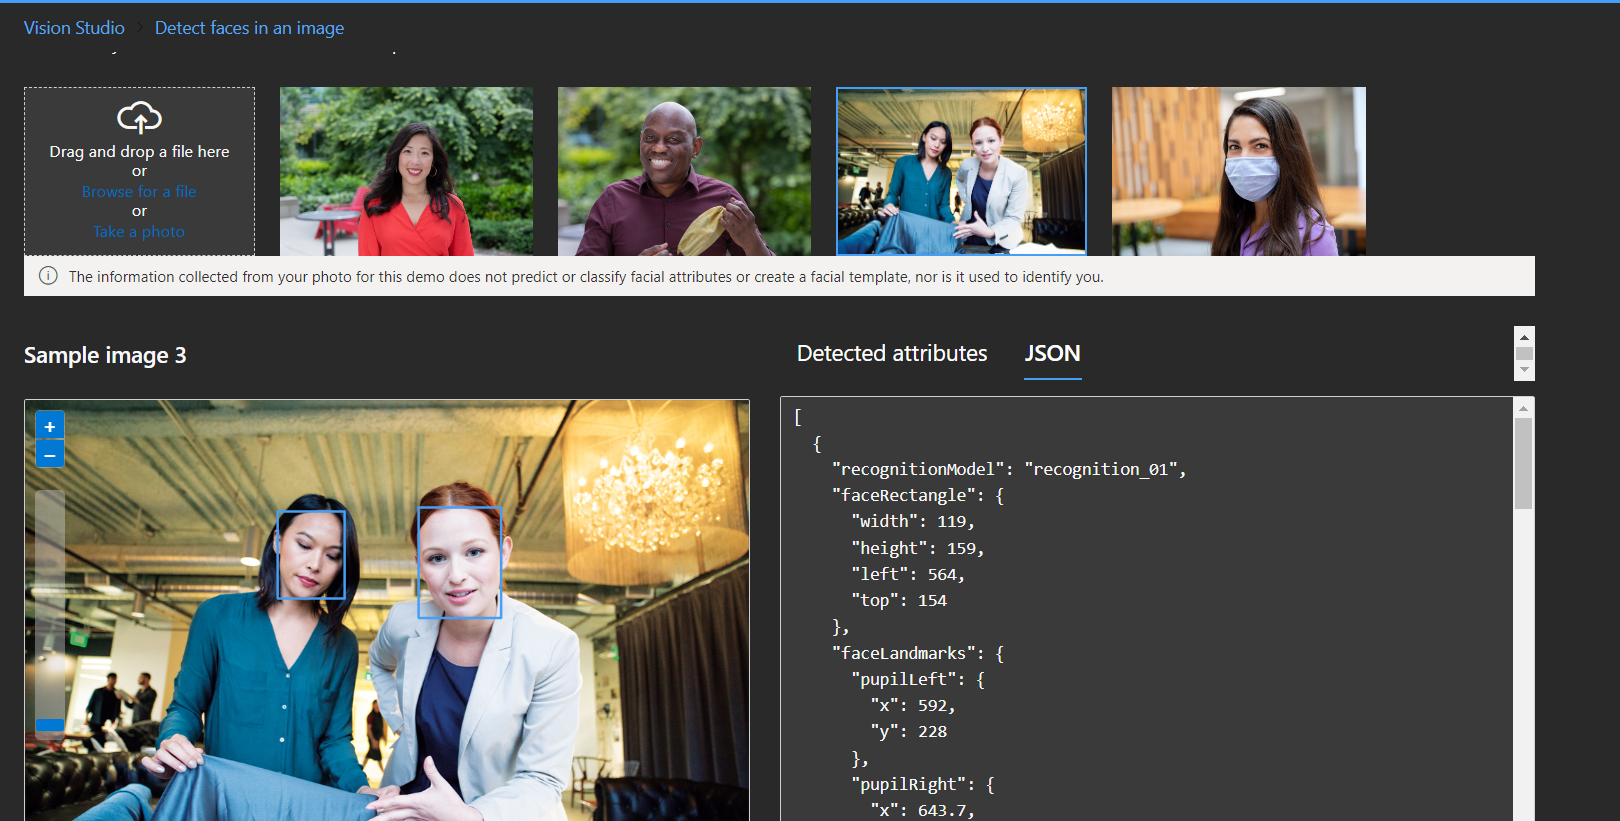 Vision Studio > Detect faces in an image
Drag and drop a file here
or
Browse for a file
or
Take a photo
The information collected from your photo for this demo does not predict or classify facial attributes or create a facial template, nor is it used to identify you.
Sample image 3
Detected attributes JSON
+
−
[
{
"recognitionModel": "recognition_01",
"faceRectangle": {
"width": 119,
"height": 159,
"left": 564,
"top": 154
},
"faceLandmarks": {
"pupilLeft": {
"x": 592,
"y": 228
},
"pupilRight": {
"x": 643.7,